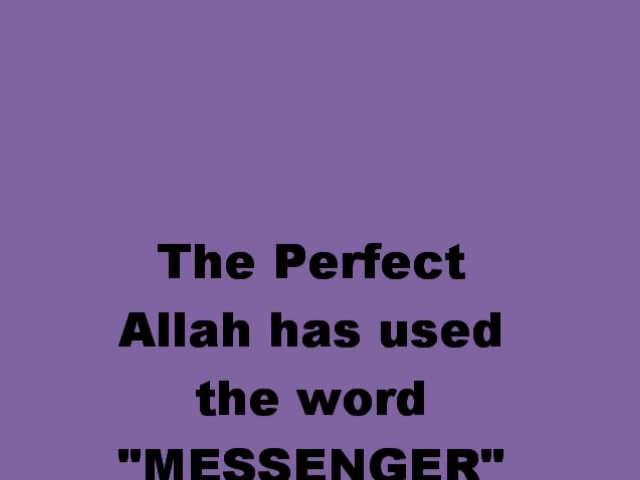 The Perfect
Allah has used
the word
"MESSENGER"